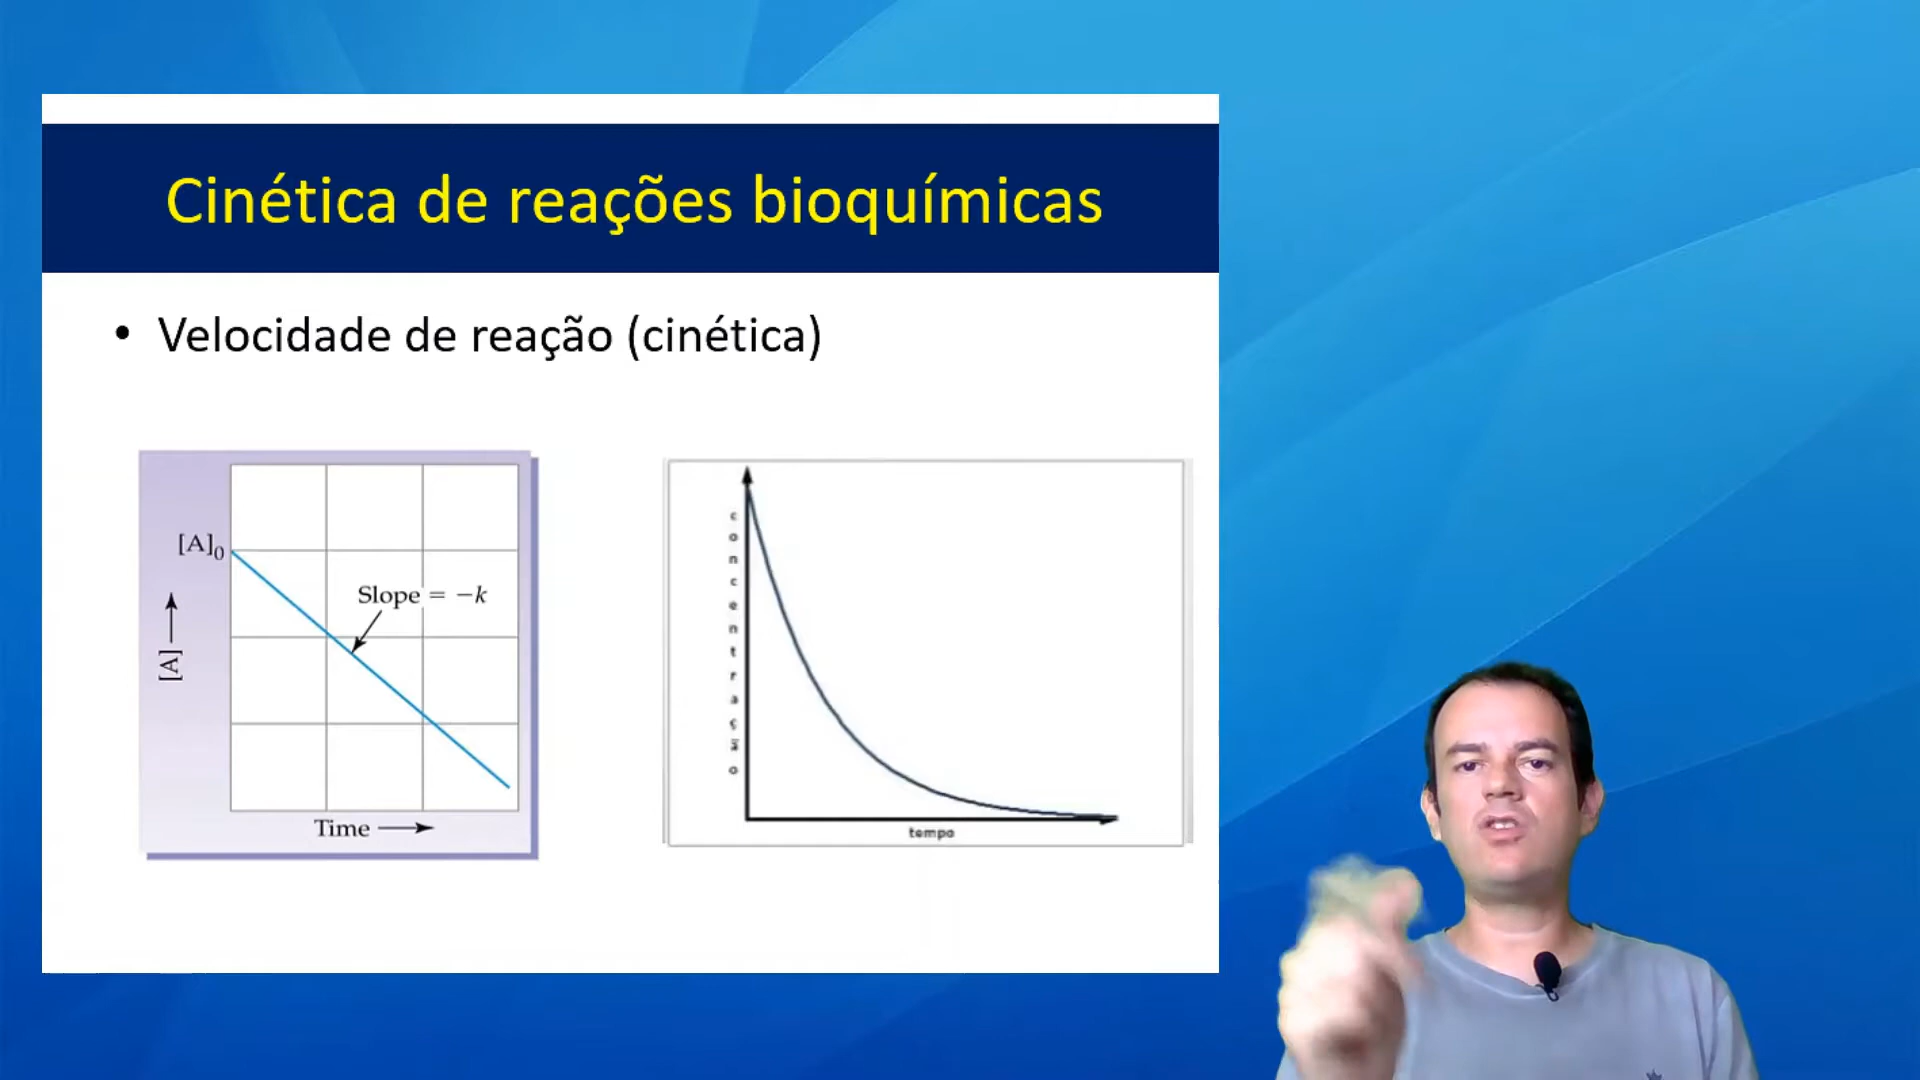 Cinética de reações bioquímicas
• Velocidade de reação (cinética)
[A]₀
Slope = −k
[A]
Time
concentração
tempo